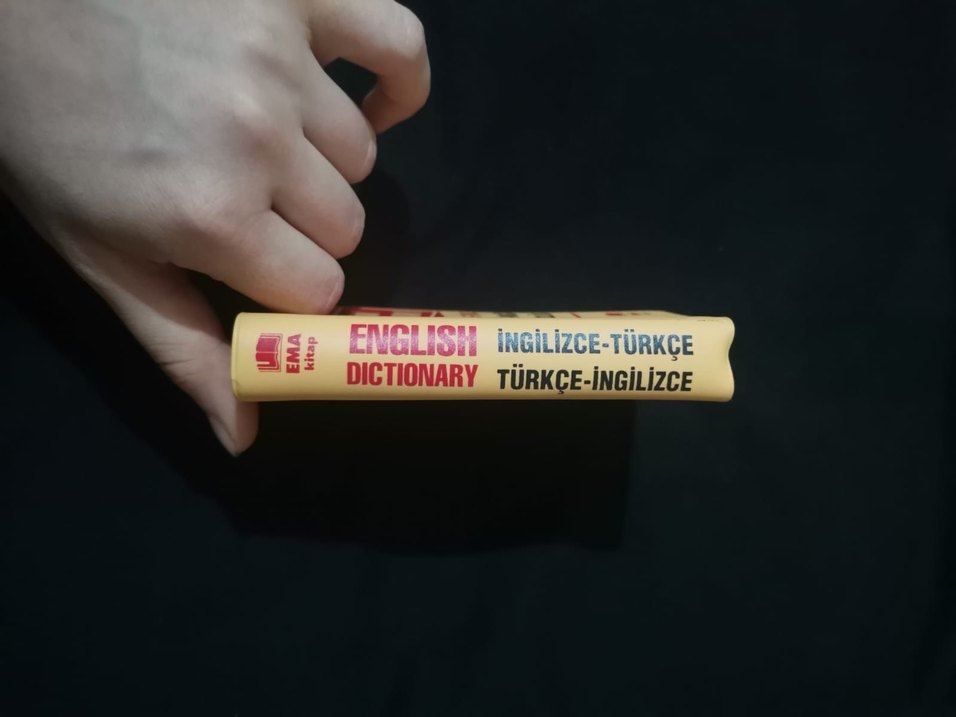 EMA
kitap
ENGLISH
DICTIONARY
İNGİLİZCE-TÜRKÇE
TÜRKÇE-İNGİLİZCE